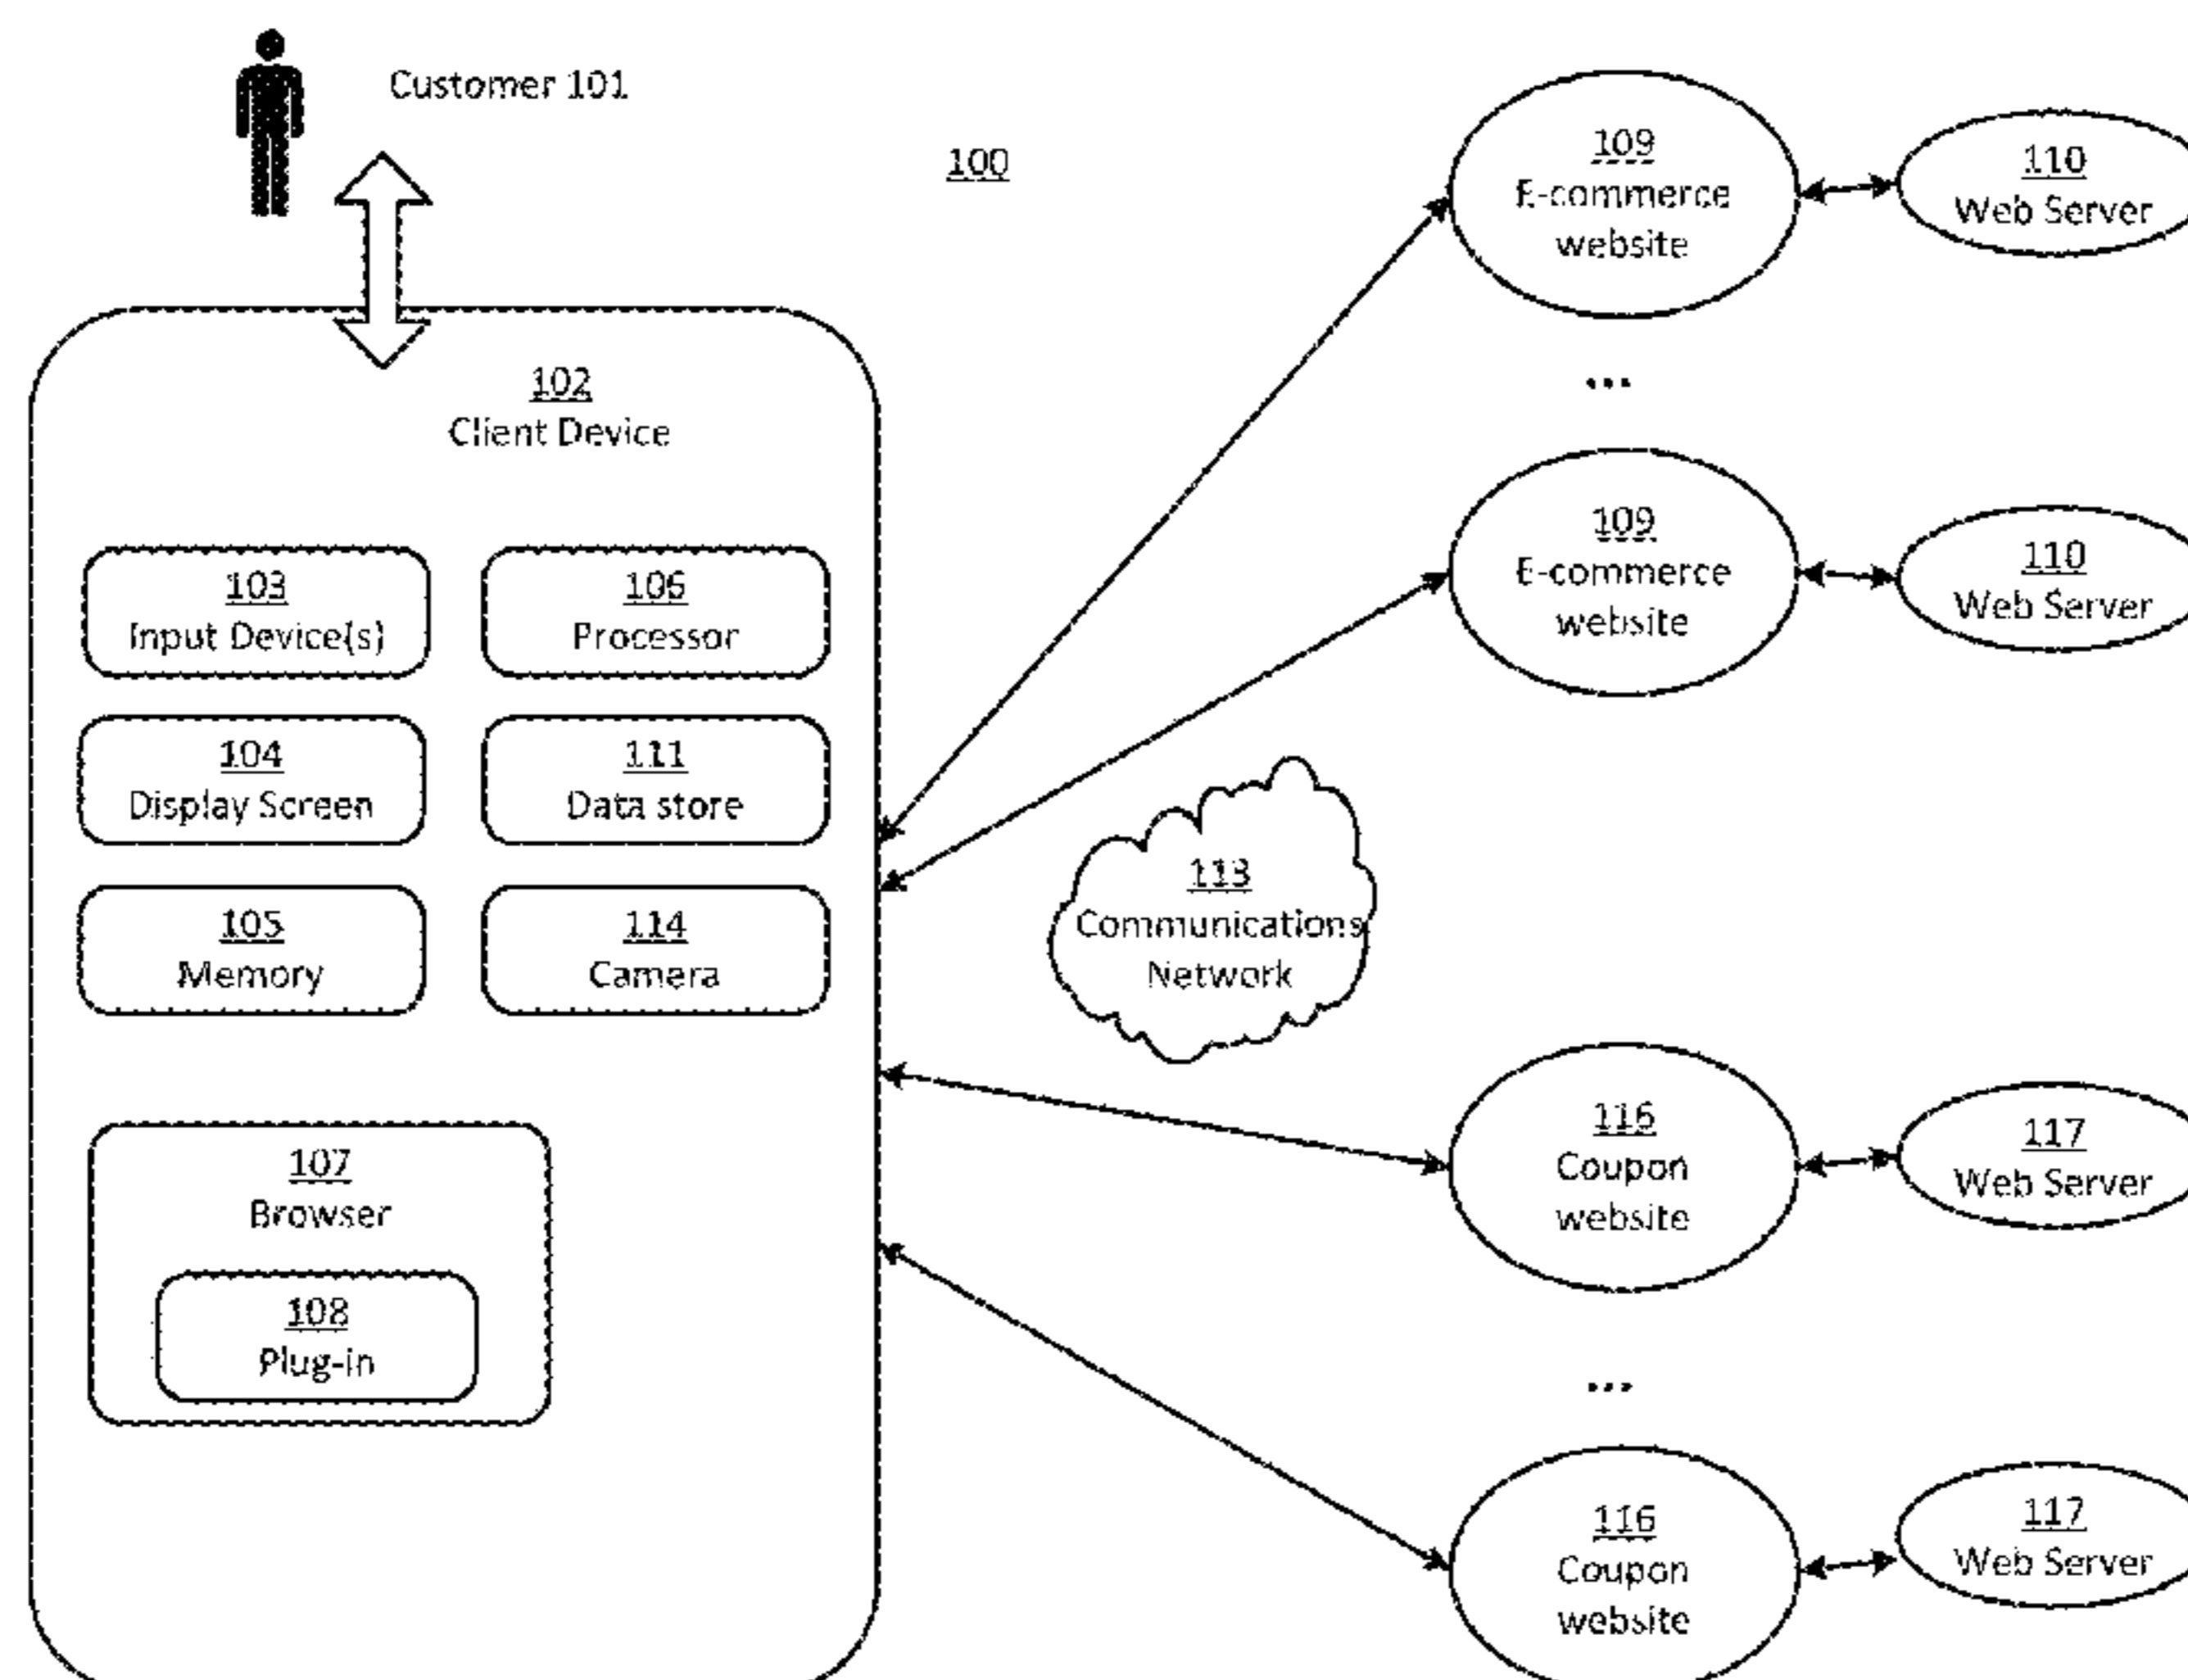 Customer 101
100
102
Client Device
103
Input Device(s)
106
Processor
104
Display Screen
111
Data store
105
Memory
114
Camera
107
Browser
108
Plug-in
109
E-commerce
website
110
Web Server
...
109
E-commerce
website
110
Web Server
113
Communications
Network
116
Coupon
website
117
Web Server
...
116
Coupon
website
117
Web Server